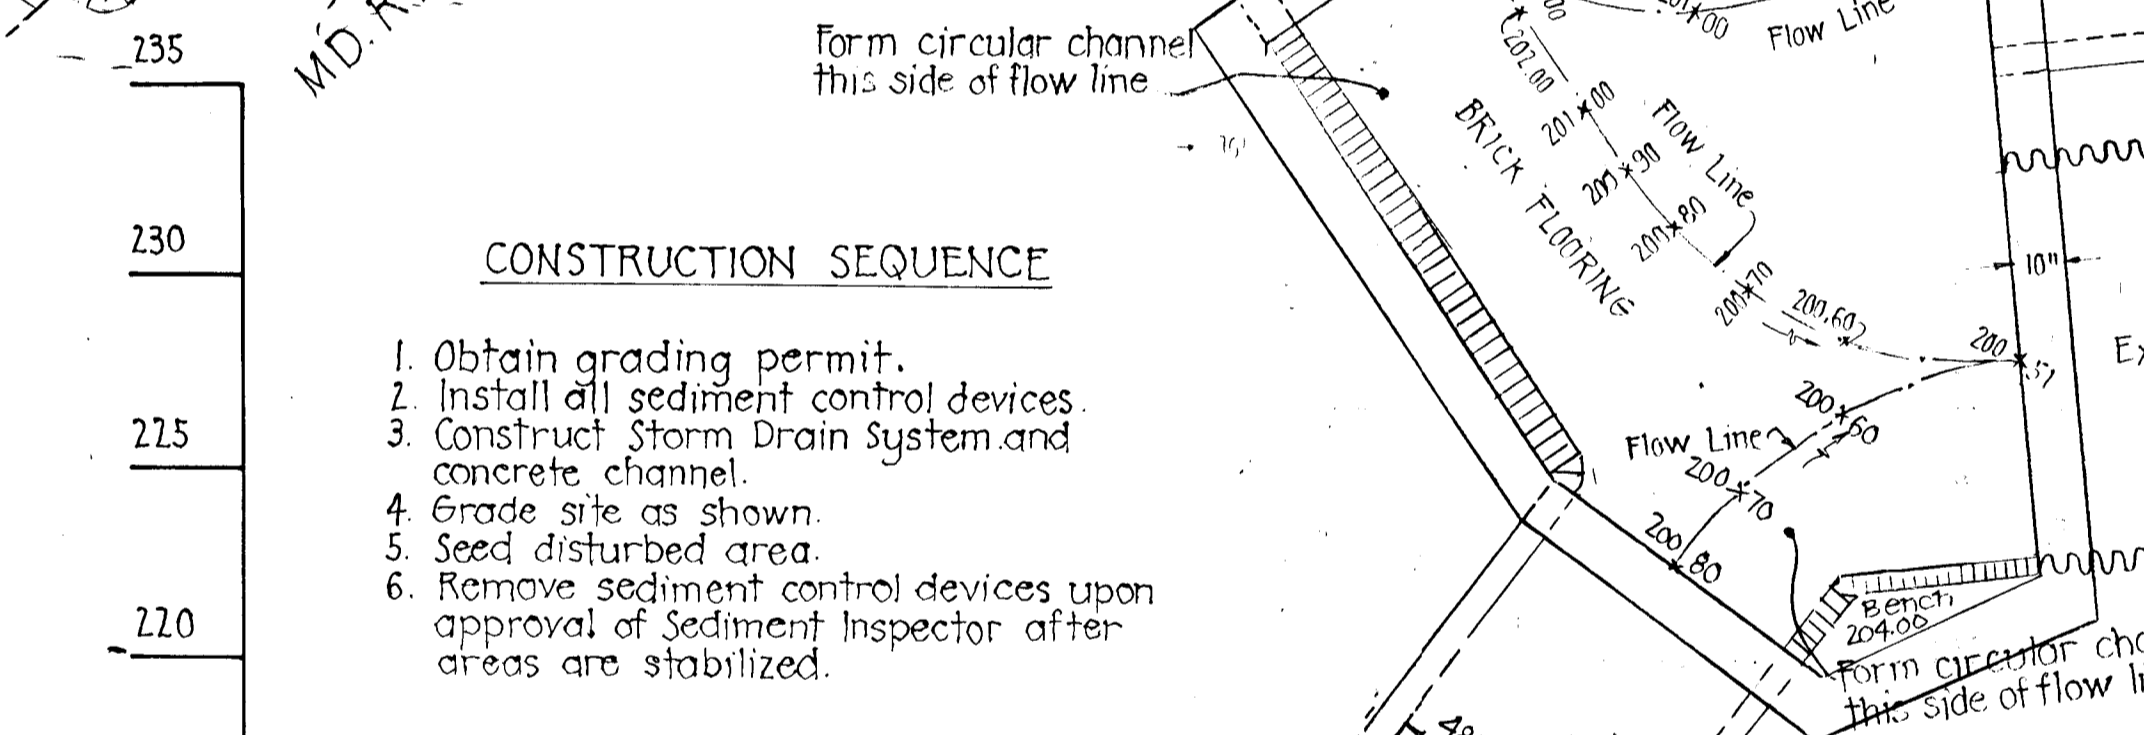 235
230
225
220
MD.
Form circular channel
this side of flow line
CONSTRUCTION SEQUENCE
1. Obtain grading permit.
2. Install all sediment control devices.
3. Construct Storm Drain System and
concrete channel.
4. Grade site as shown.
5. Seed disturbed area.
6. Remove sediment control devices upon
approval of Sediment Inspector after
areas are stabilized.
Flow Line
202.00
201 00
200 90
200 80
200 70
200.60
Flow Line
BRICK FLOORING
10"
200 51
200 60
Flow Line
200 70
200 80
Bench
204.00
Form circular
this side of flow